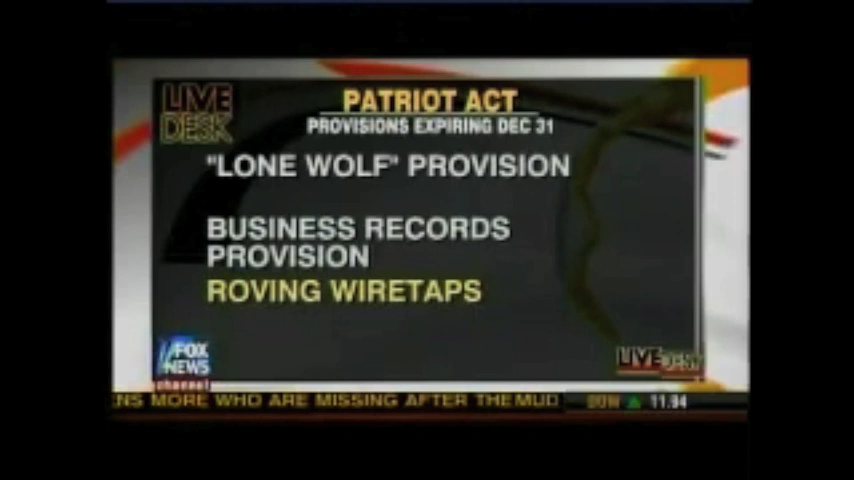 LIVE
DESK
PATRIOT ACT
PROVISIONS EXPIRING DEC 31
"LONE WOLF" PROVISION
BUSINESS RECORDS
PROVISION
ROVING WIRETAPS
FOX
NEWS
channel
LIVE DESK
NS MORE WHO ARE MISSING AFTER THE MUD
DOW ▲ 11.94